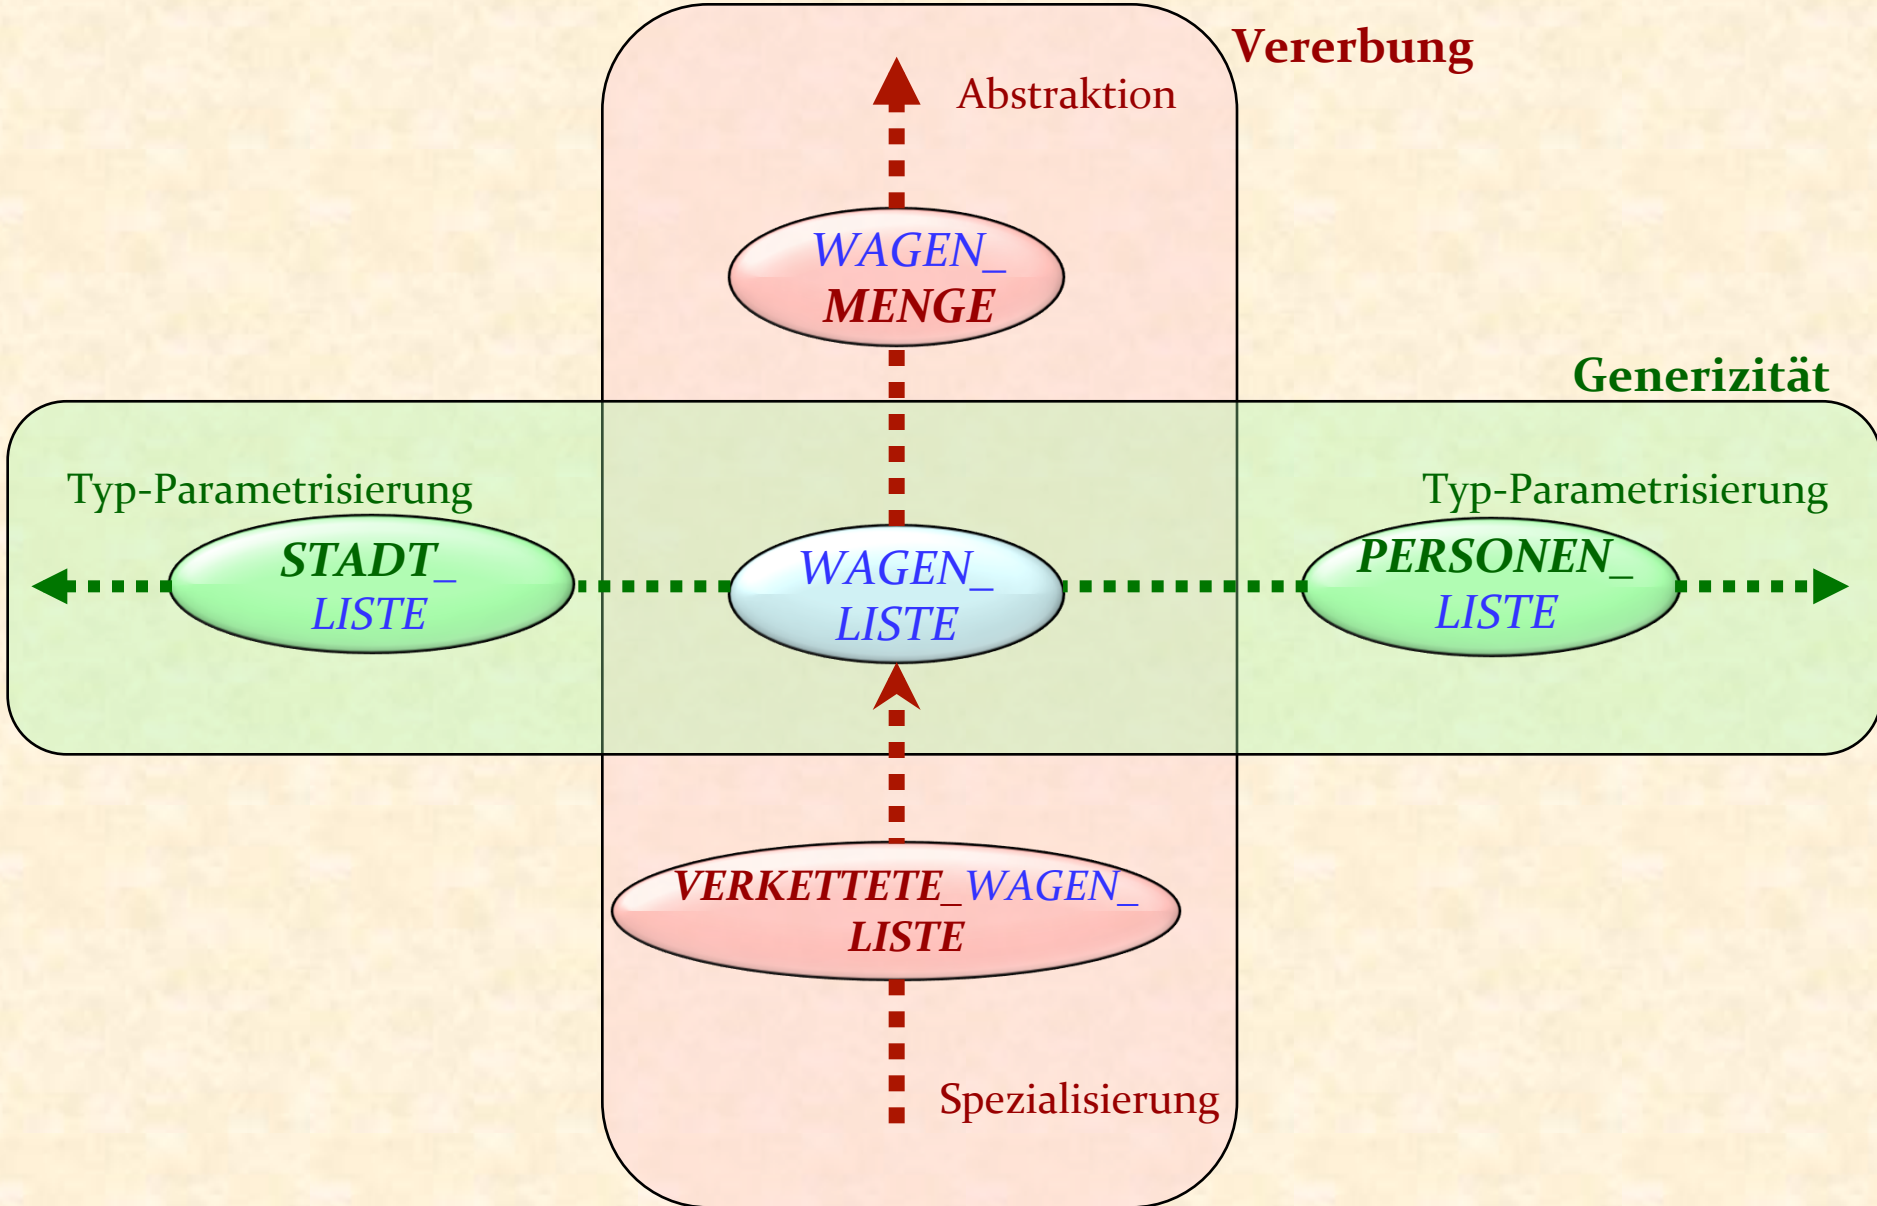 Vererbung
Abstraktion
WAGEN_
MENGE
Generizität
Typ-Parametrisierung
Typ-Parametrisierung
STADT_
LISTE
WAGEN_
LISTE
PERSONEN_
LISTE
VERKETTETE_WAGEN_
LISTE
Spezialisierung